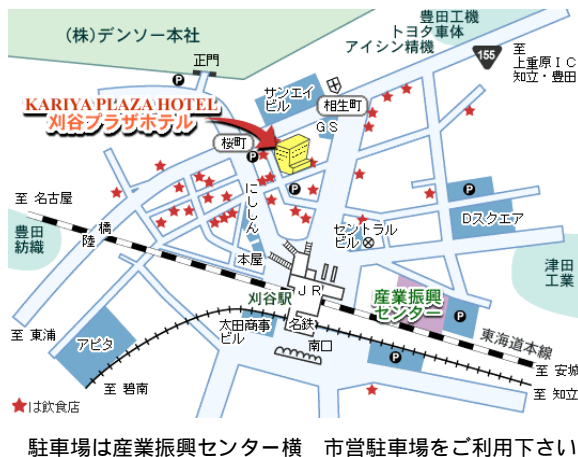 豊田工機
トヨタ車体
アイシン精機
(株)デンソー本社
正門
155
至
上重原IC
知立・豊田
P
サンエイ
ビル
相生町
GS
KARIYA PLAZA HOTEL
刈谷プラザホテル
桜町
P
P
P
にししん
至 名古屋
豊田
紡織
陸橋
本屋
セントラル
ビル
Dスクエア
津田
工業
JR
刈谷駅
産業振興
センター
P
太田商事
ビル
名鉄
南口
東海道本線
至 東浦
アピタ
P
至 安城
至 碧南
至 知立
★は飲食店
駐車場は産業振興センター横 市営駐車場をご利用下さい